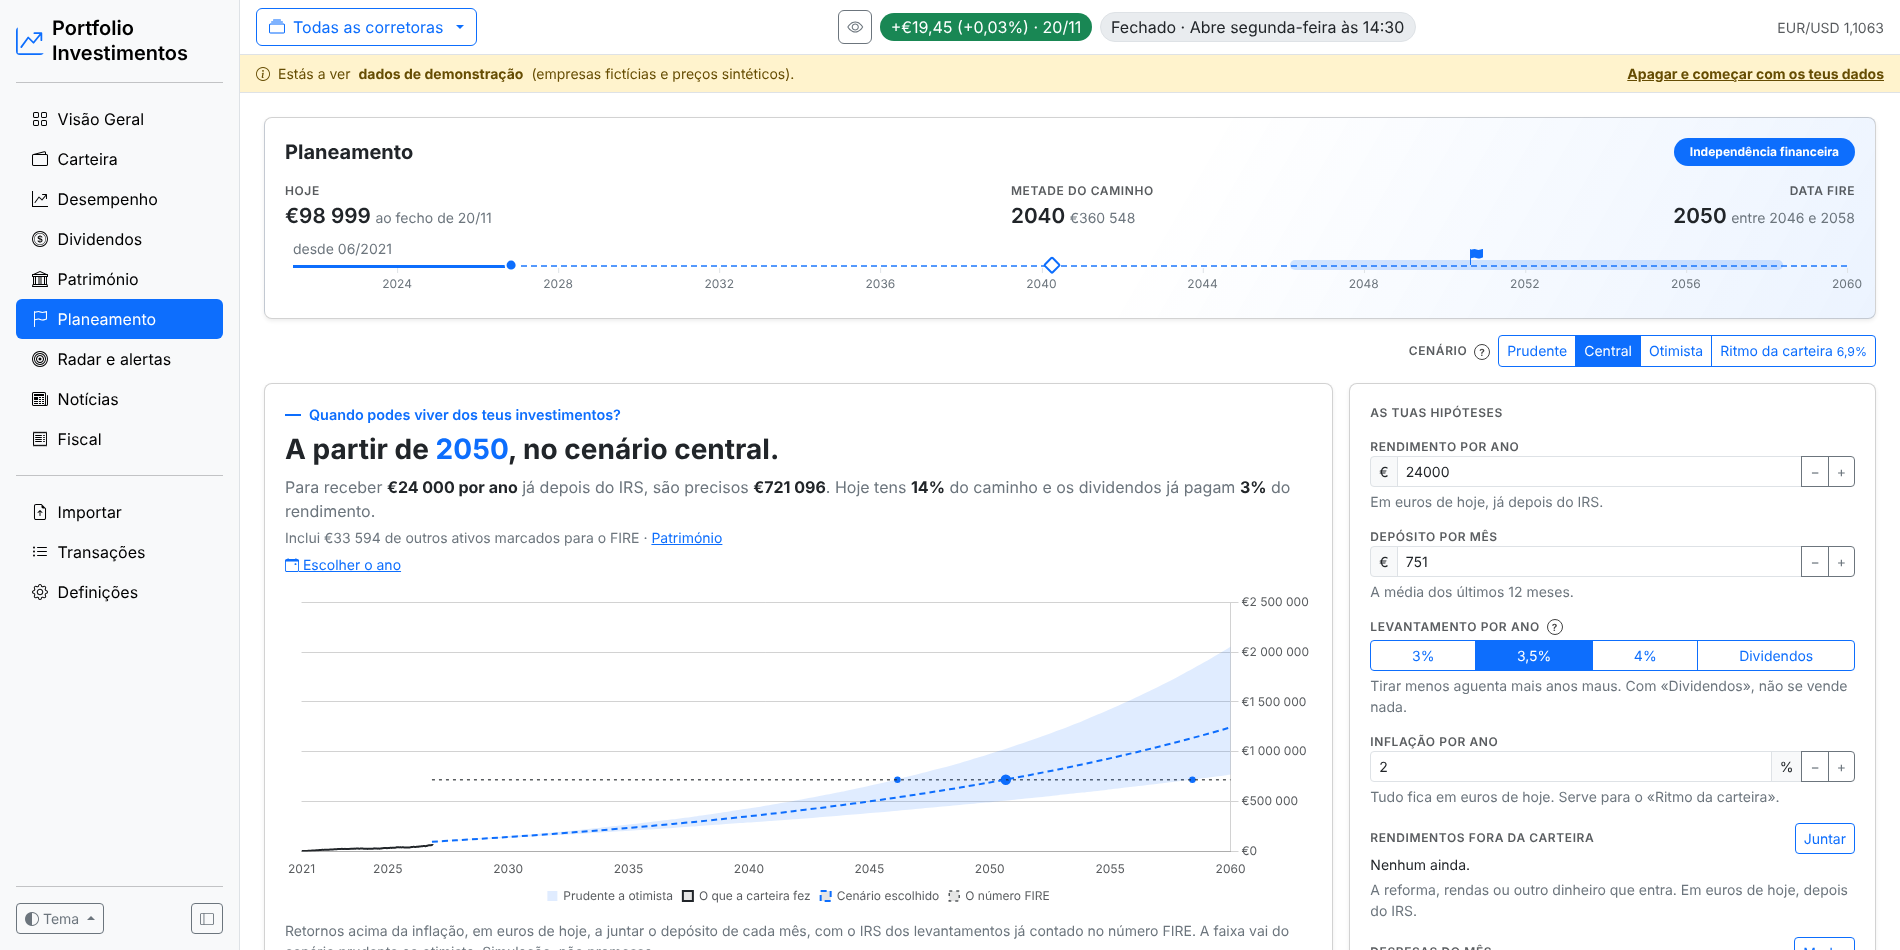 Portfolio
Investimentos
Visão Geral
Carteira
Desempenho
Dividendos
Património
Planeamento
Radar e alertas
Notícias
Fiscal
Importar
Transações
Definições
Tema
Todas as corretoras
+€19,45 (+0,03%) · 20/11
Fechado · Abre segunda-feira às 14:30
EUR/USD 1,1063
Estás a ver dados de demonstração (empresas fictícias e preços sintéticos).
Apagar e começar com os teus dados
Planeamento
Independência financeira
HOJE
€98 999 ao fecho de 20/11
METADE DO CAMINHO
2040 €360 548
DATA FIRE
2050 entre 2046 e 2058
desde 06/2021
2024 2028 2032 2036 2040 2044 2048 2052 2056 2060
CENÁRIO ?
Prudente Central Otimista Ritmo da carteira 6,9%
Quando podes viver dos teus investimentos?
A partir de 2050, no cenário central.
Para receber €24 000 por ano já depois do IRS, são precisos €721 096. Hoje tens 14% do caminho e os dividendos já pagam 3% do
rendimento.
Inclui €33 594 de outros ativos marcados para o FIRE · Património
Escolher o ano
€2 500 000
€2 000 000
€1 500 000
€1 000 000
€500 000
€0
2021 2025 2030 2035 2040 2045 2050 2055 2060
Prudente a otimista O que a carteira fez Cenário escolhido O número FIRE
Retornos acima da inflação, em euros de hoje, a juntar o depósito de cada mês, com o IRS dos levantamentos já contado no número FIRE. A faixa vai do
AS TUAS HIPÓTESES
RENDIMENTO POR ANO
€ 24000 − +
Em euros de hoje, já depois do IRS.
DEPÓSITO POR MÊS
€ 751 − +
A média dos últimos 12 meses.
LEVANTAMENTO POR ANO ?
3% 3,5% 4% Dividendos
Tirar menos aguenta mais anos maus. Com «Dividendos», não se vende
nada.
INFLAÇÃO POR ANO
2 % − +
Tudo fica em euros de hoje. Serve para o «Ritmo da carteira».
RENDIMENTOS FORA DA CARTEIRA
Juntar
Nenhum ainda.
A reforma, rendas ou outro dinheiro que entra. Em euros de hoje, depois
do IRS.